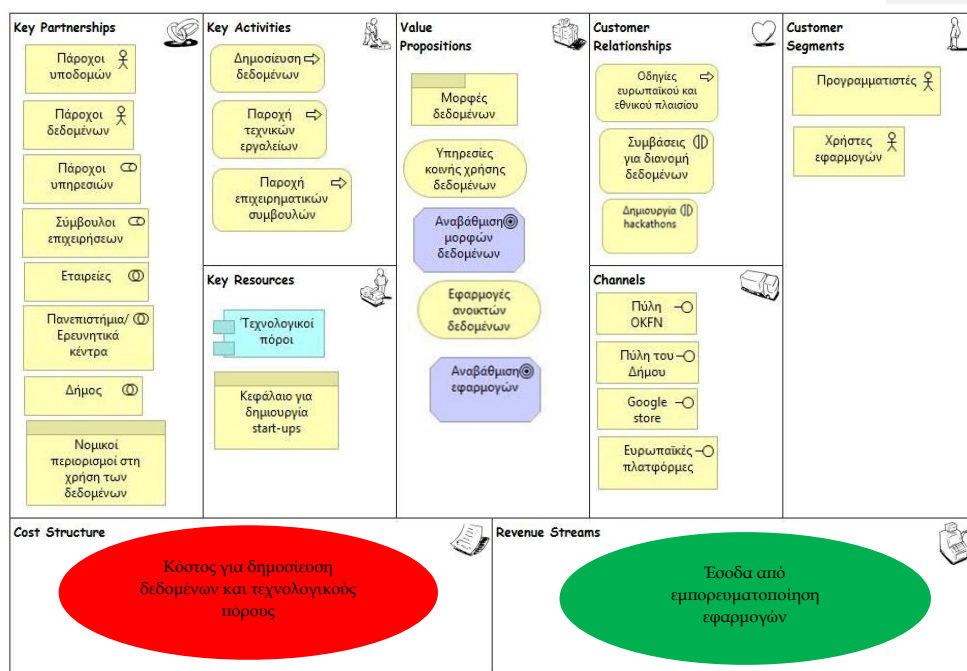 Key Partnerships
Πάροχοι
υποδομών
Πάροχοι
δεδομένων
Πάροχοι
υπηρεσιών
Σύμβουλοι
επιχειρήσεων
Εταιρείες
Πανεπιστήμια/
Ερευνητικά
κέντρα
Δήμος
Νομικοί
περιορισμοί στη
χρήση των
δεδομένων
Key Activities
Δημοσίευση
δεδομένων
Παροχή
τεχνικών
εργαλείων
Παροχή
επιχειρηματικών
συμβουλών
Key Resources
Τεχνολογικοί
πόροι
Κεφάλαιο για
δημιουργία
start-ups
Value
Propositions
Μορφές
δεδομένων
Υπηρεσίες
κοινής χρήσης
δεδομένων
Αναβάθμιση
μορφών
δεδομένων
Εφαρμογές
ανοικτών
δεδομένων
Αναβάθμιση
εφαρμογών
Customer
Relationships
Οδηγίες
ευρωπαϊκού και
εθνικού πλαισίου
Συμβάσεις
για διανομή
δεδομένων
Δημιουργία
hackathons
Channels
Πύλη
OKFN
Πύλη του
Δήμου
Google
store
Ευρωπαϊκές
πλατφόρμες
Customer
Segments
Προγραμματιστές
Χρήστες
εφαρμογών
Cost Structure
Κόστος για δημοσίευση
δεδομένων και τεχνολογικούς
πόρους
Revenue Streams
Έσοδα από
εμπορευματοποίηση
εφαρμογών